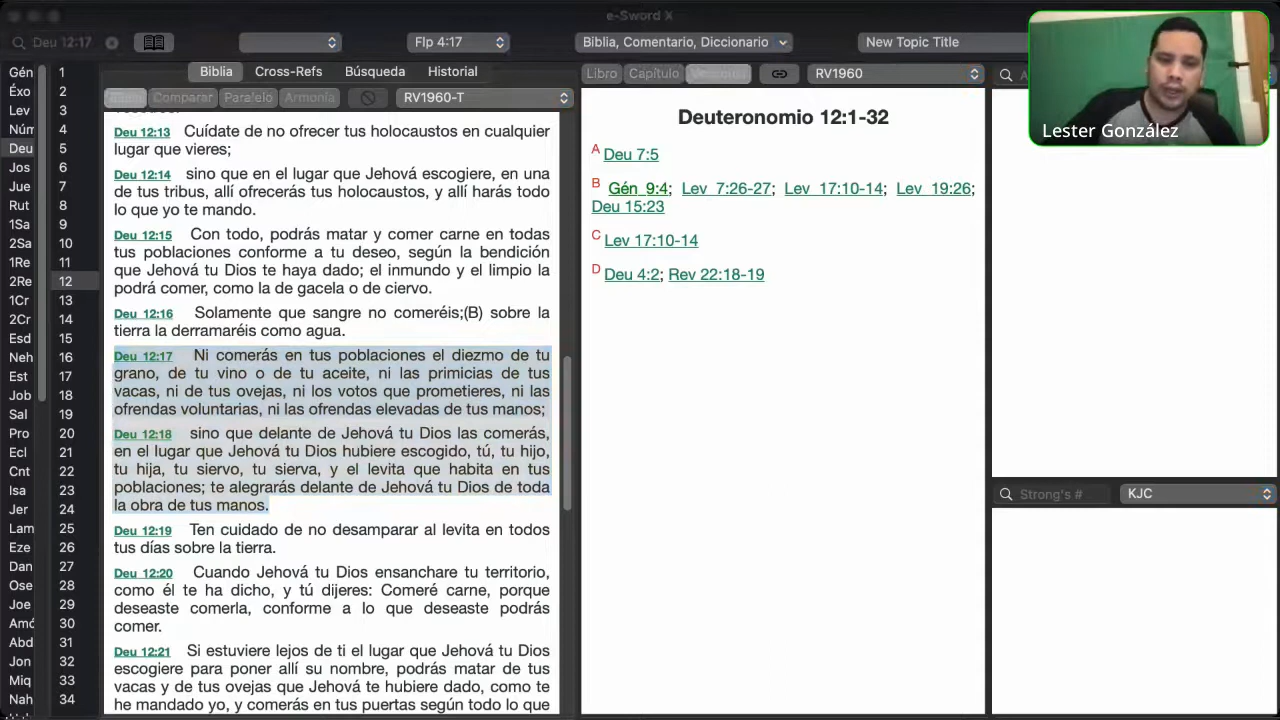 e-Sword X
Deu 12:17
Flp 4:17
Biblia, Comentario, Diccionario
New Topic Title
Biblia
Cross-Refs
Búsqueda
Historial
Comparar
Paralelo
Armonía
RV1960-T
Libro
Capítulo
RV1960
Lester González
Gén
Éxo
Lev
Núm
Deu
Jos
Jue
Rut
1Sa
2Sa
1Re
2Re
1Cr
2Cr
Esd
Neh
Est
Job
Sal
Pro
Ecl
Cnt
Isa
Jer
Lam
Eze
Dan
Ose
Joe
Amó
Abd
Jon
Miq
Nah
1
2
3
4
5
6
7
8
9
10
11
12
13
14
15
16
17
18
19
20
21
22
23
24
25
26
27
28
29
30
31
32
33
34
Deu 12:13 Cuídate de no ofrecer tus holocaustos en cualquier
lugar que vieres;
Deu 12:14 sino que en el lugar que Jehová escogiere, en una
de tus tribus, allí ofrecerás tus holocaustos, y allí harás todo
lo que yo te mando.
Deu 12:15 Con todo, podrás matar y comer carne en todas
tus poblaciones conforme a tu deseo, según la bendición
que Jehová tu Dios te haya dado; el inmundo y el limpio la
podrá comer, como la de gacela o de ciervo.
Deu 12:16 Solamente que sangre no comeréis;(B) sobre la
tierra la derramaréis como agua.
Deu 12:17 Ni comerás en tus poblaciones el diezmo de tu
grano, de tu vino o de tu aceite, ni las primicias de tus
vacas, ni de tus ovejas, ni los votos que prometieres, ni las
ofrendas voluntarias, ni las ofrendas elevadas de tus manos;
Deu 12:18 sino que delante de Jehová tu Dios las comerás,
en el lugar que Jehová tu Dios hubiere escogido, tú, tu hijo,
tu hija, tu siervo, tu sierva, y el levita que habita en tus
poblaciones; te alegrarás delante de Jehová tu Dios de toda
la obra de tus manos.
Deu 12:19 Ten cuidado de no desamparar al levita en todos
tus días sobre la tierra.
Deu 12:20 Cuando Jehová tu Dios ensanchare tu territorio,
como él te ha dicho, y tú dijeres: Comeré carne, porque
deseaste comerla, conforme a lo que deseaste podrás
comer.
Deu 12:21 Si estuviere lejos de ti el lugar que Jehová tu Dios
escogiere para poner allí su nombre, podrás matar de tus
vacas y de tus ovejas que Jehová te hubiere dado, como te
he mandado yo, y comerás en tus puertas según todo lo que
Deuteronomio 12:1-32
A Deu 7:5
B Gén 9:4; Lev 7:26-27; Lev 17:10-14; Lev 19:26;
Deu 15:23
C Lev 17:10-14
D Deu 4:2; Rev 22:18-19
Strong's #
KJC